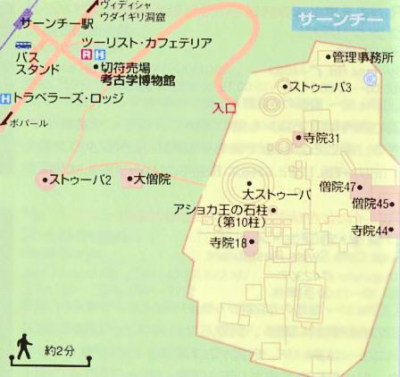 ヴィディシャ
ウダイギリ洞窟
サーンチー
サーンチー駅
ツーリスト・カフェテリア
R H
バス
スタンド
切符売場
考古学博物館
管理事務所
H トラベラーズ・ロッジ
ボパール
入口
ストゥーパ3
寺院31
ストゥーパ2
大僧院
大ストゥーパ
僧院47
アショカ王の石柱
(第10柱)
僧院45
寺院18
寺院44
約2分